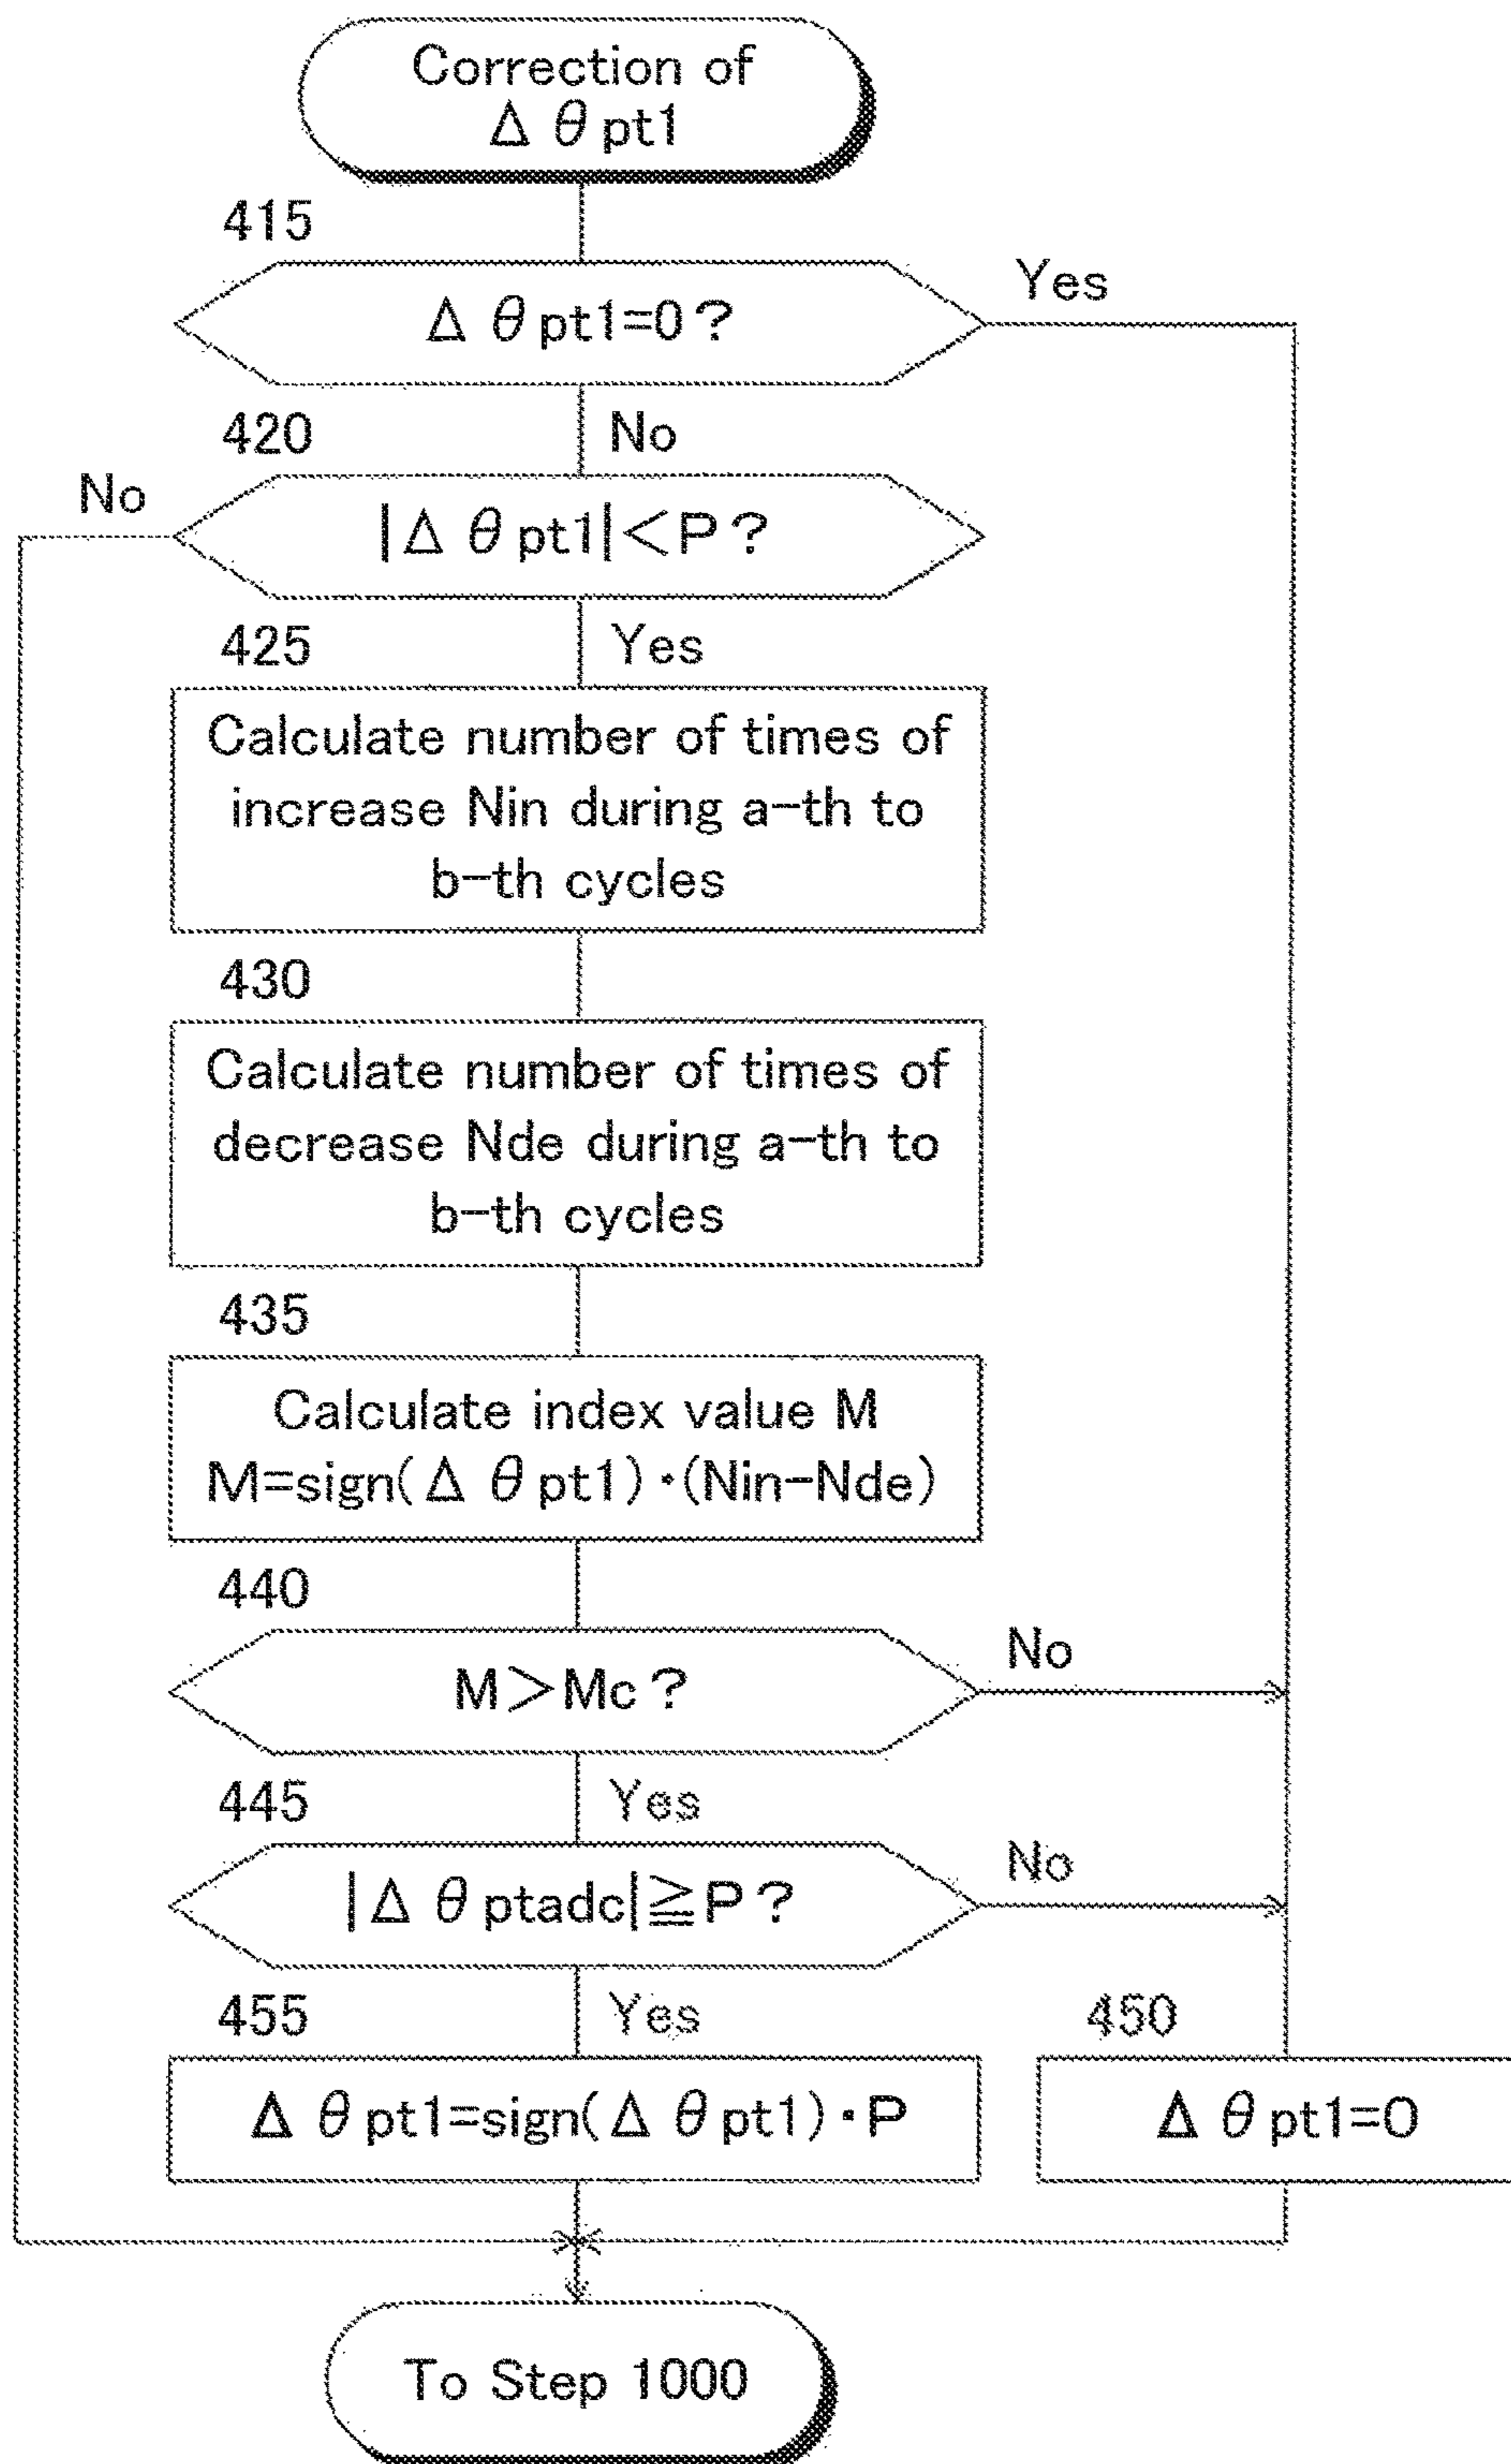 Correction of
Δ θ pt1
415
Δ θ pt1=0?
Yes
420
No
No
|Δ θ pt1|<P?
425
Yes
Calculate number of times of
increase Nin during a-th to
b-th cycles
430
Calculate number of times of
decrease Nde during a-th to
b-th cycles
435
Calculate index value M
M=sign(Δ θ pt1)·(Nin-Nde)
440
M>Mc?
No
445
Yes
|Δ θ ptadc|≧P?
No
455
Yes
450
Δ θ pt1=sign(Δ θ pt1)·P
Δ θ pt1=0
To Step 1000